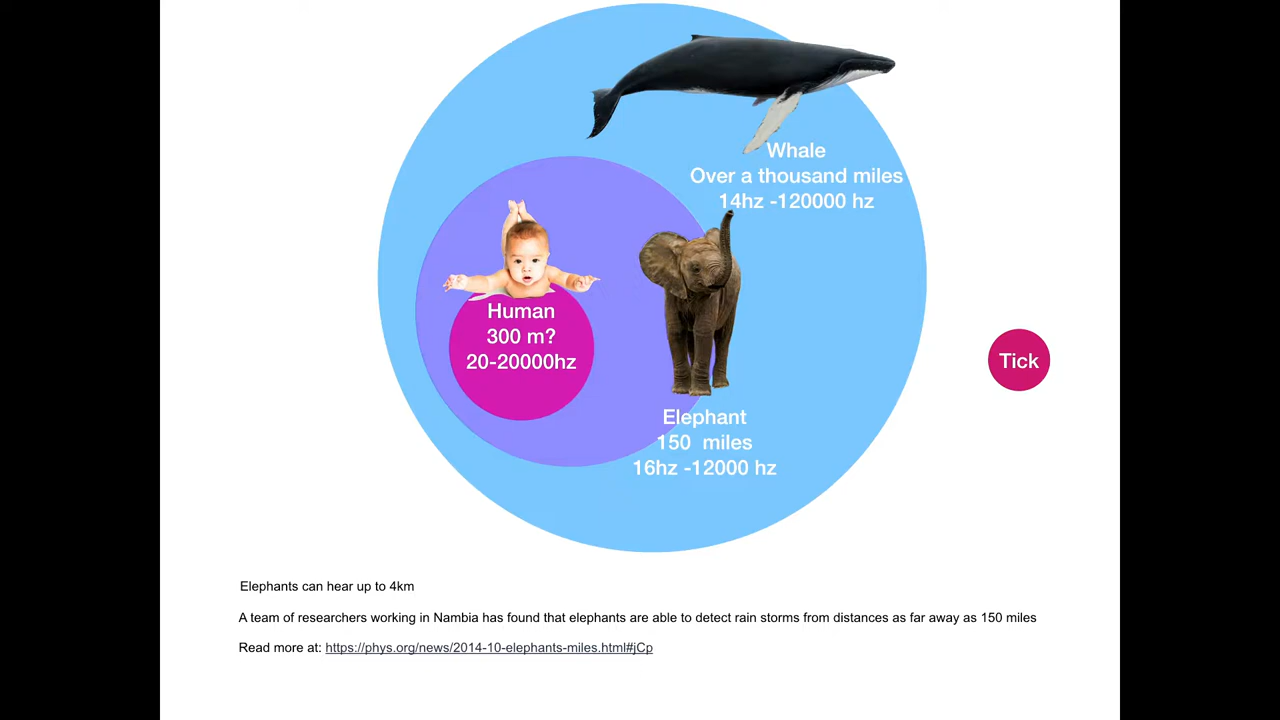 Whale
Over a thousand miles
14hz -120000 hz
Human
300 m?
20-20000hz
Tick
Elephant
150 miles
16hz -12000 hz
Elephants can hear up to 4km
A team of researchers working in Nambia has found that elephants are able to detect rain storms from distances as far away as 150 miles
Read more at: https://phys.org/news/2014-10-elephants-miles.html#jCp